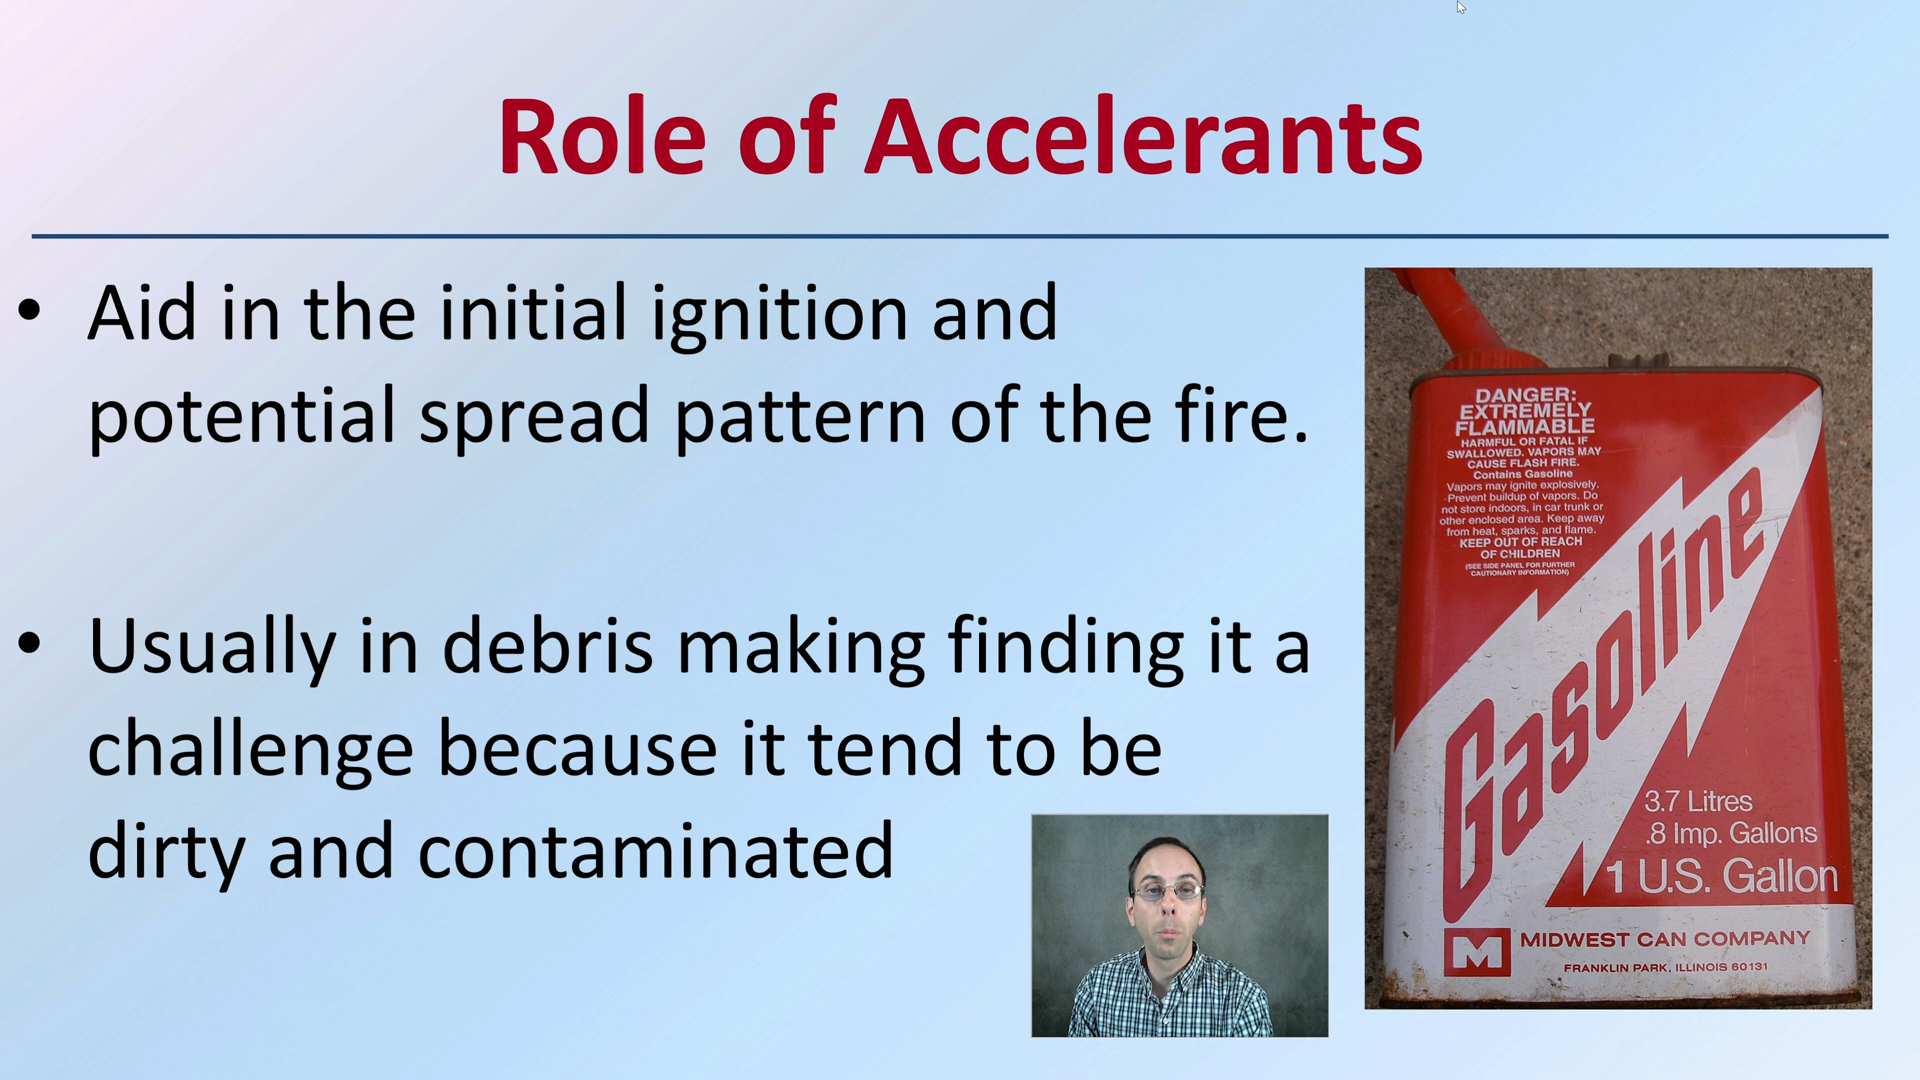 Role of Accelerants
• Aid in the initial ignition and
potential spread pattern of the fire.
• Usually in debris making finding it a
challenge because it tend to be
dirty and contaminated
DANGER:
EXTREMELY
FLAMMABLE
HARMFUL OR FATAL IF
SWALLOWED. VAPORS MAY
CAUSE FLASH FIRE.
Contains Gasoline
Vapors may ignite explosively.
Prevent buildup of vapors. Do
not store indoors, in car trunk or
other enclosed area. Keep away
from heat, sparks, and flame.
KEEP OUT OF REACH
OF CHILDREN
(SEE SIDE PANEL FOR FURTHER
CAUTIONARY INFORMATION)
Gasoline
3.7 Litres
.8 Imp. Gallons
1 U.S. Gallon
M MIDWEST CAN COMPANY
FRANKLIN PARK, ILLINOIS 60131